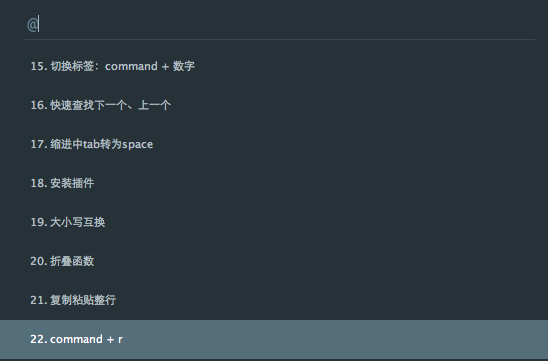 @
15. 切换标签：command + 数字
16. 快速查找下一个、上一个
17. 缩进中tab转为space
18. 安装插件
19. 大小写互换
20. 折叠函数
21. 复制粘贴整行
22. command + r